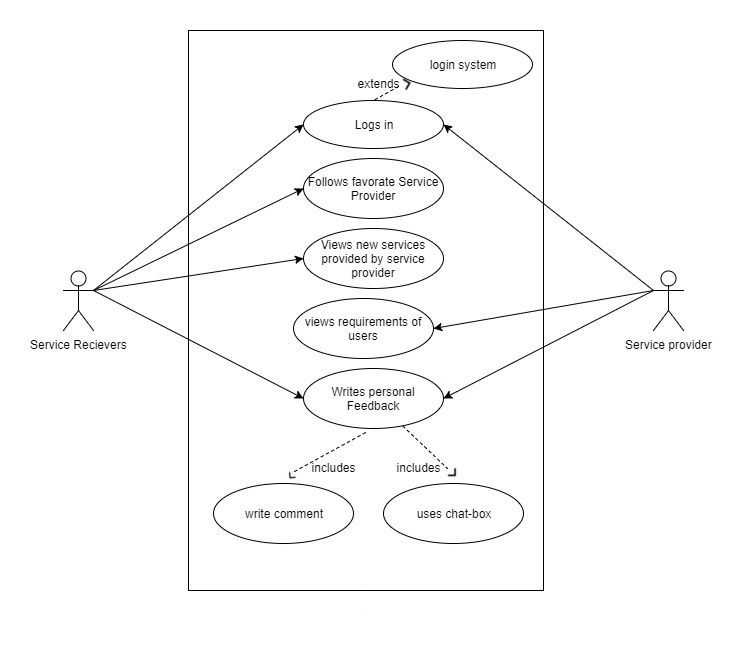 login system
extends
Logs in
Follows favorate Service
Provider
Views new services
provided by service
provider
views requirements of
users
Service Recievers
Service provider
Writes personal
Feedback
includes
includes
write comment
uses chat-box